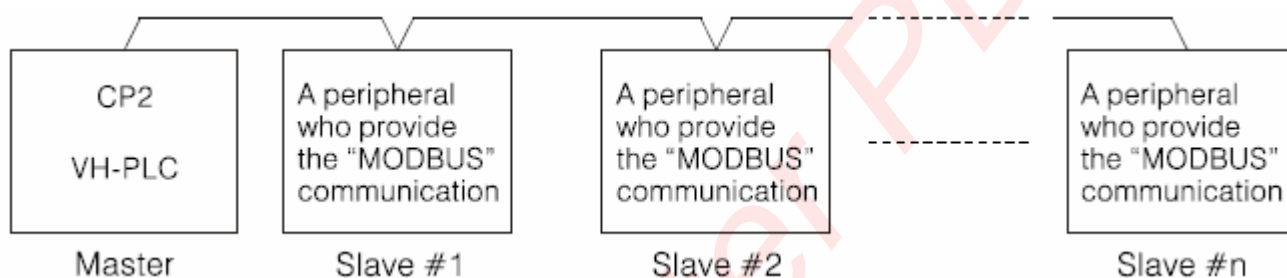 CP2
VH-PLC
Master
A peripheral
who provide
the “MODBUS”
communication
Slave #1
A peripheral
who provide
the “MODBUS”
communication
Slave #2
A peripheral
who provide
the “MODBUS”
communication
Slave #n